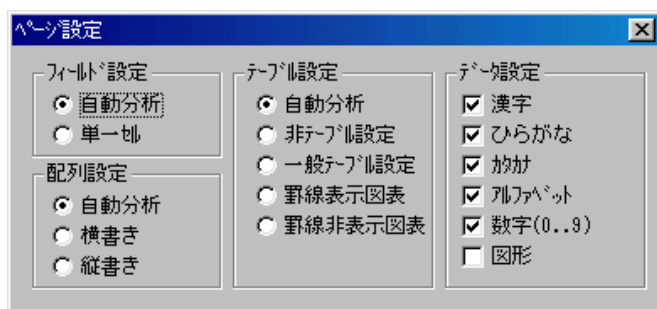 ﾍﾟｰｼﾞ設定
ﾌｨｰﾙﾄﾞ設定
自動分析
単一ｾﾙ
配列設定
自動分析
横書き
縦書き
ﾃｰﾌﾞﾙ設定
自動分析
非ﾃｰﾌﾞﾙ設定
一般ﾃｰﾌﾞﾙ設定
罫線表示図表
罫線非表示図表
ﾃﾞｰﾀ設定
漢字
ひらがな
ｶﾀｶﾅ
ｱﾙﾌｧﾍﾞｯﾄ
数字(0..9)
図形